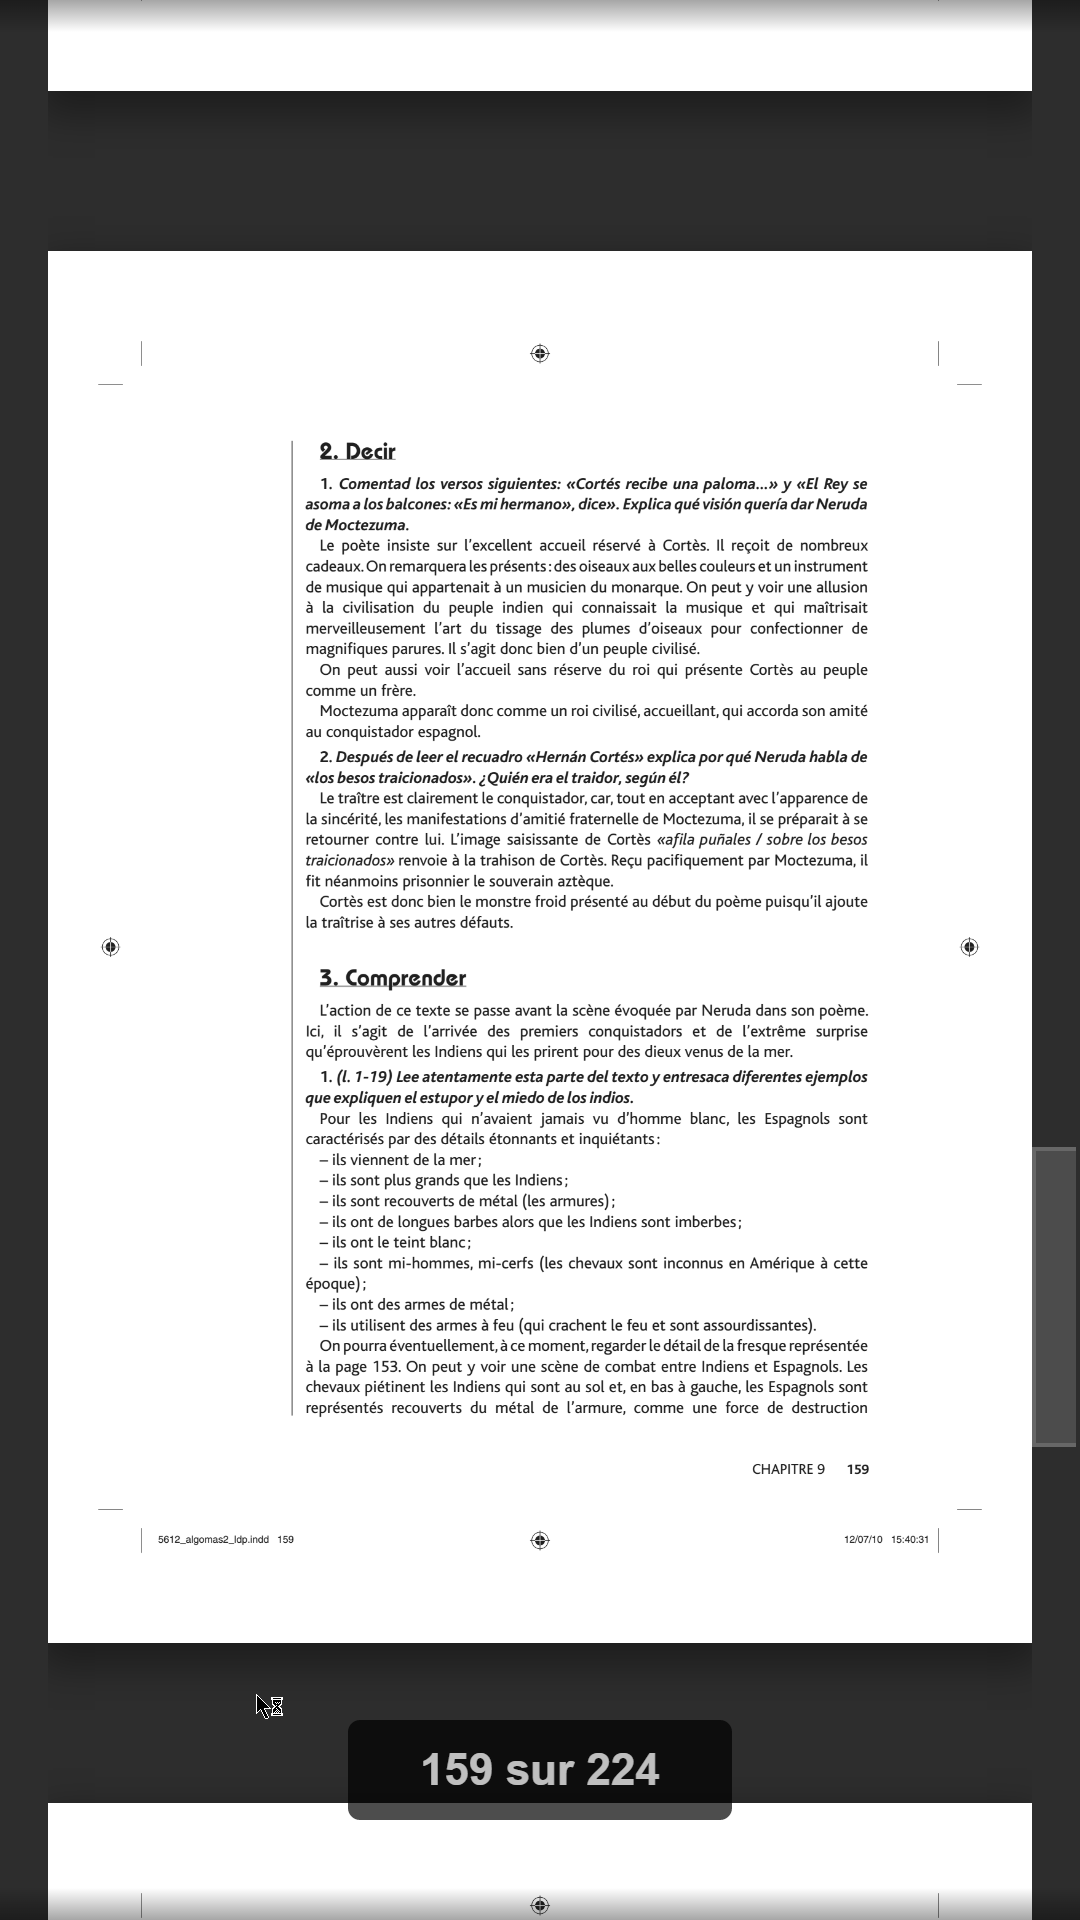 2. Decir
1. Comentad los versos siguientes: «Cortés recibe una paloma...» y «El Rey se
asoma a los balcones: «Es mi hermano», dice». Explica qué visión quería dar Neruda
de Moctezuma.
Le poète insiste sur l’excellent accueil réservé à Cortès. Il reçoit de nombreux
cadeaux. On remarquera les présents : des oiseaux aux belles couleurs et un instrument
de musique qui appartenait à un musicien du monarque. On peut y voir une allusion
à la civilisation du peuple indien qui connaissait la musique et qui maîtrisait
merveilleusement l’art du tissage des plumes d’oiseaux pour confectionner de
magnifiques parures. Il s’agit donc bien d’un peuple civilisé.
On peut aussi voir l’accueil sans réserve du roi qui présente Cortès au peuple
comme un frère.
Moctezuma apparaît donc comme un roi civilisé, accueillant, qui accorda son amitié
au conquistador espagnol.
2. Después de leer el recuadro «Hernán Cortés» explica por qué Neruda habla de
«los besos traicionados». ¿Quién era el traidor, según él?
Le traître est clairement le conquistador, car, tout en acceptant avec l’apparence de
la sincérité, les manifestations d’amitié fraternelle de Moctezuma, il se préparait à se
retourner contre lui. L’image saisissante de Cortès «afila puñales / sobre los besos
traicionados» renvoie à la trahison de Cortès. Reçu pacifiquement par Moctezuma, il
fit néanmoins prisonnier le souverain aztèque.
Cortès est donc bien le monstre froid présenté au début du poème puisqu’il ajoute
la traîtrise à ses autres défauts.
3. Comprender
L’action de ce texte se passe avant la scène évoquée par Neruda dans son poème.
Ici, il s’agit de l’arrivée des premiers conquistadors et de l’extrême surprise
qu’éprouvèrent les Indiens qui les prirent pour des dieux venus de la mer.
1. (l. 1-19) Lee atentamente esta parte del texto y entresaca diferentes ejemplos
que expliquen el estupor y el miedo de los indios.
Pour les Indiens qui n’avaient jamais vu d’homme blanc, les Espagnols sont
caractérisés par des détails étonnants et inquiétants :
– ils viennent de la mer ;
– ils sont plus grands que les Indiens ;
– ils sont recouverts de métal (les armures) ;
– ils ont de longues barbes alors que les Indiens sont imberbes ;
– ils ont le teint blanc ;
– ils sont mi-hommes, mi-cerfs (les chevaux sont inconnus en Amérique à cette
époque) ;
– ils ont des armes de métal ;
– ils utilisent des armes à feu (qui crachent le feu et sont assourdissantes).
On pourra éventuellement, à ce moment, regarder le détail de la fresque représentée
à la page 153. On peut y voir une scène de combat entre Indiens et Espagnols. Les
chevaux piétinent les Indiens qui sont au sol et, en bas à gauche, les Espagnols sont
représentés recouverts du métal de l’armure, comme une force de destruction
CHAPITRE 9 159
5612_algomas2_ldp.indd 159 12/07/10 15:40:31
159 sur 224